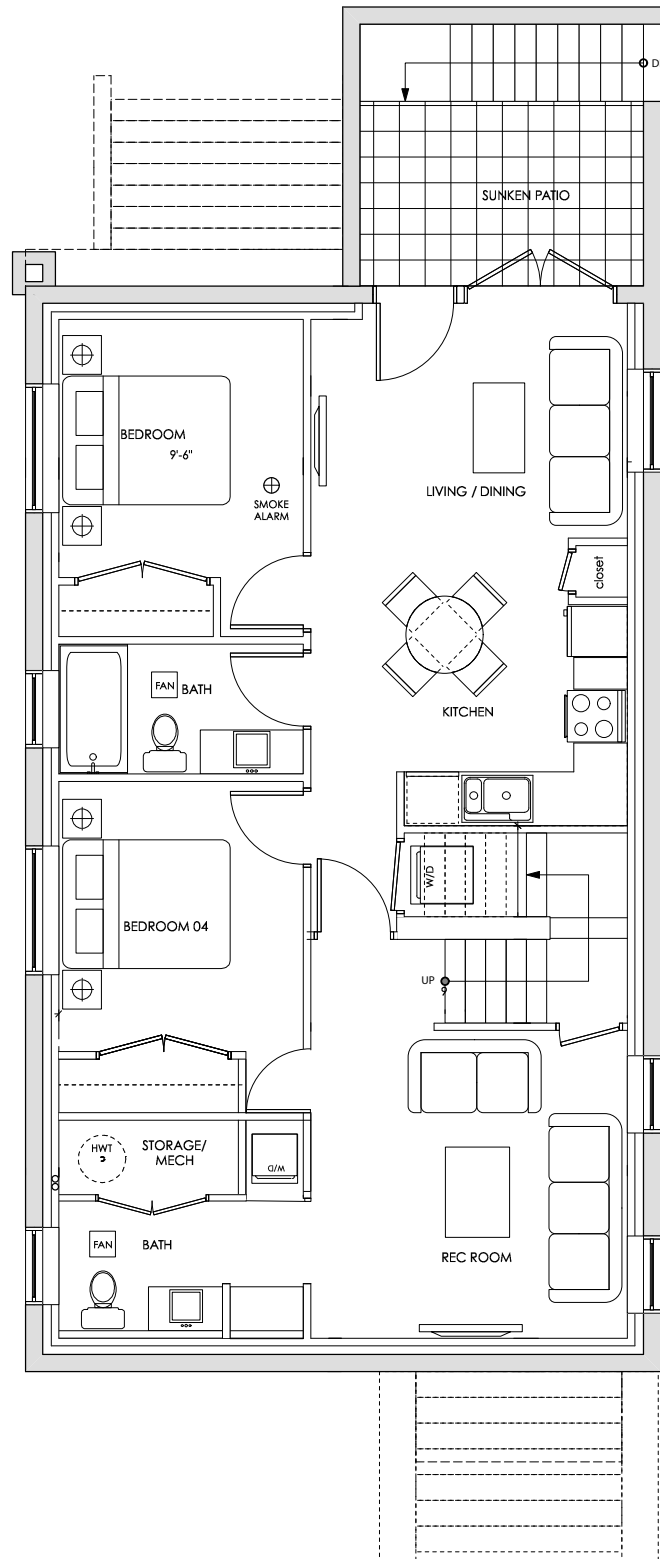 D
SUNKEN PATIO
BEDROOM
9'-6"
SMOKE
ALARM
LIVING / DINING
closet
FAN
BATH
KITCHEN
W/D
BEDROOM 04
UP
9
HWT
STORAGE/
MECH
W/D
FAN
BATH
REC ROOM